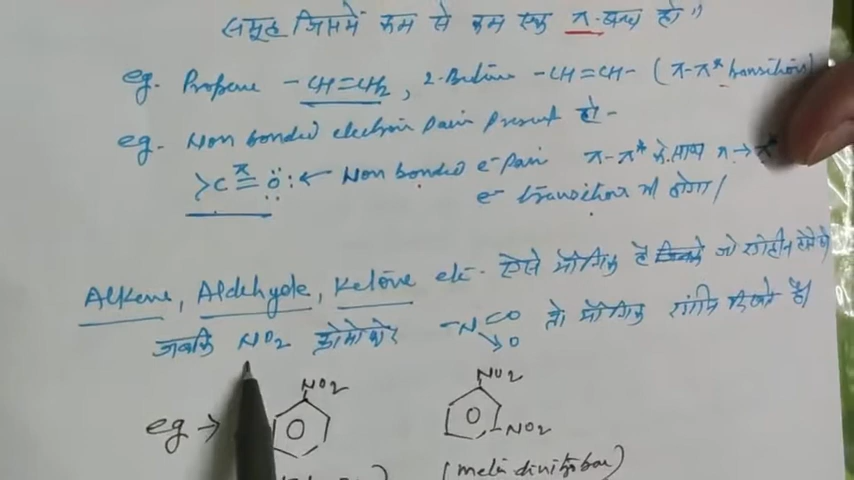 समूह जिसमें कम से कम एक π-बन्ध हो"
eg. Propene -CH=CH2, 2-Butine -CH=CH- (π-π* transition)
eg. Non bonded electron pair present हो-
>C=Ö: ← Non bonded e- pair π-π* के साथ n→π*
π
e- transition भी होगा/
Alkene, Aldehyde, Ketone etc. ऐसे यौगिक हैं जो रंगहीन होते हैं
जबकि NO2 क्रोमोफोर -N O O तो यौगिक रंगीन है।
NO2 NO2
eg → NO2
(meta dinitrobenz)